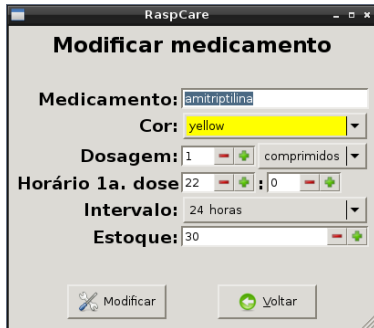 RaspCare
Modificar medicamento
Medicamento: amitriptilina
Cor: yellow
Dosagem: 1 comprimidos
Horário 1a. dose 22 : 0
Intervalo: 24 horas
Estoque: 30
Modificar Voltar